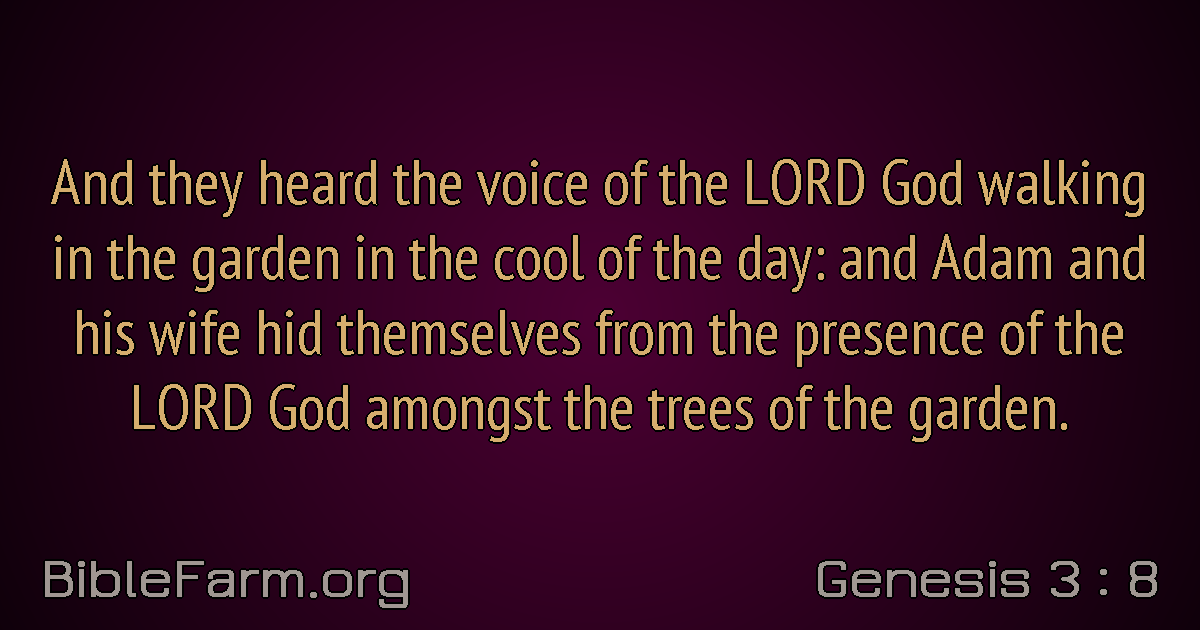 And they heard the voice of the LORD God walking
in the garden in the cool of the day: and Adam and
his wife hid themselves from the presence of the
LORD God amongst the trees of the garden.
BibleFarm.org
Genesis 3 : 8